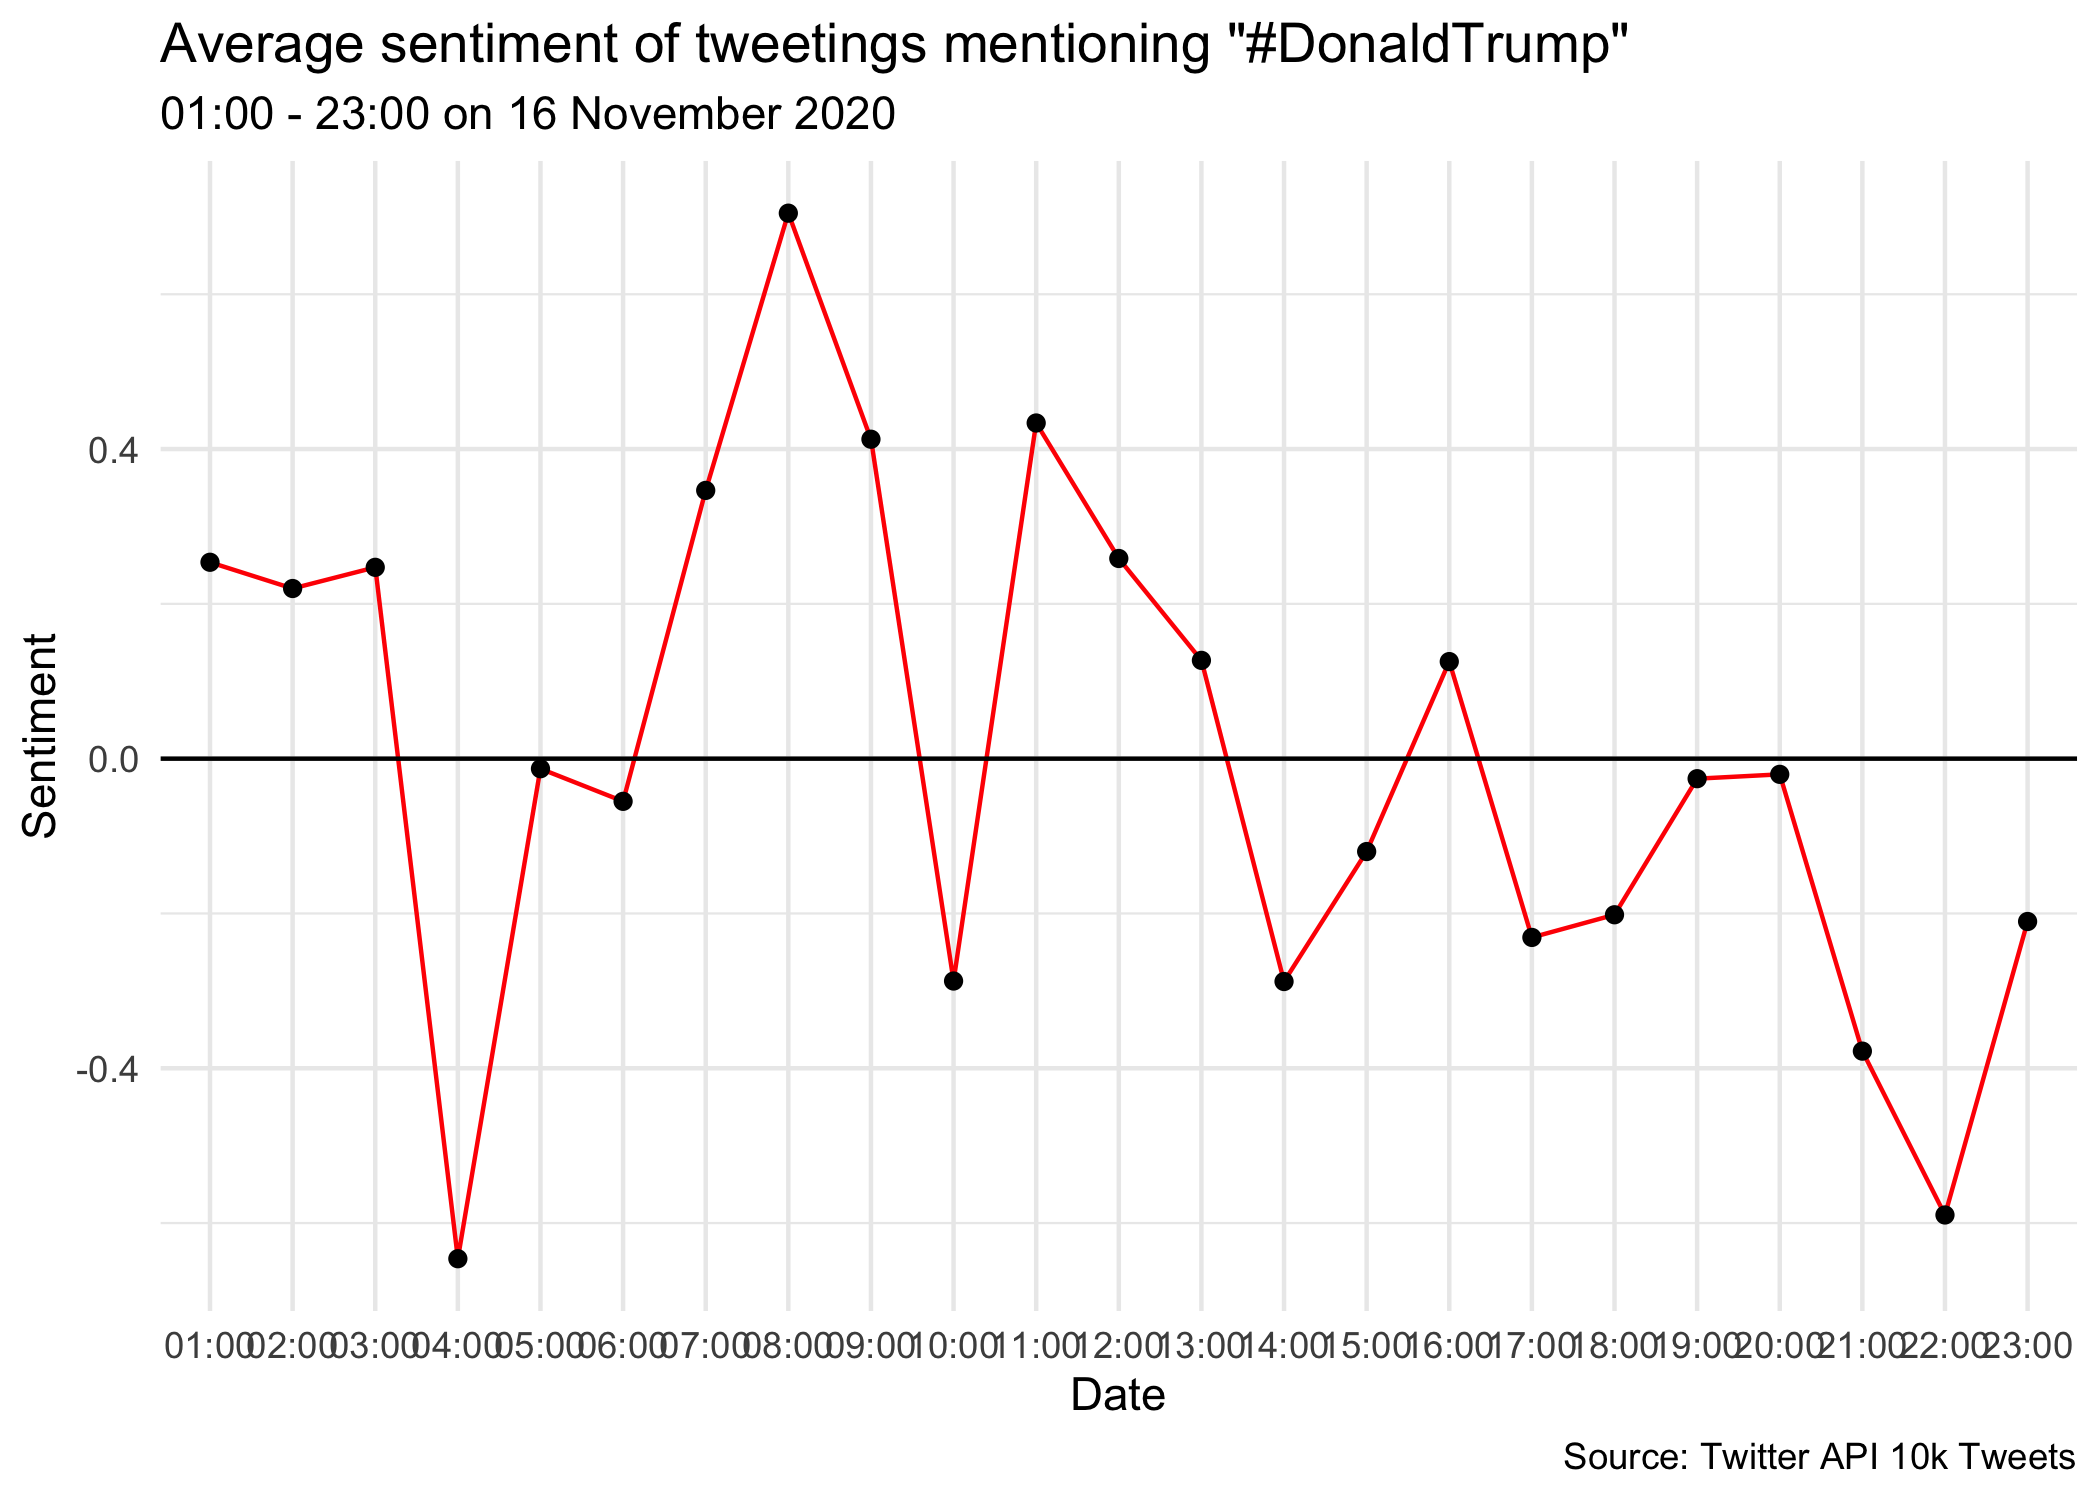 Average sentiment of tweetings mentioning "#DonaldTrump"
01:00 - 23:00 on 16 November 2020
Sentiment
0.4
0.0
-0.4
01:00 02:00 03:00 04:00 05:00 06:00 07:00 08:00 09:00 10:00 11:00 12:00 13:00 14:00 15:00 16:00 17:00 18:00 19:00 20:00 21:00 22:00 23:00
Date
Source: Twitter API 10k Tweets